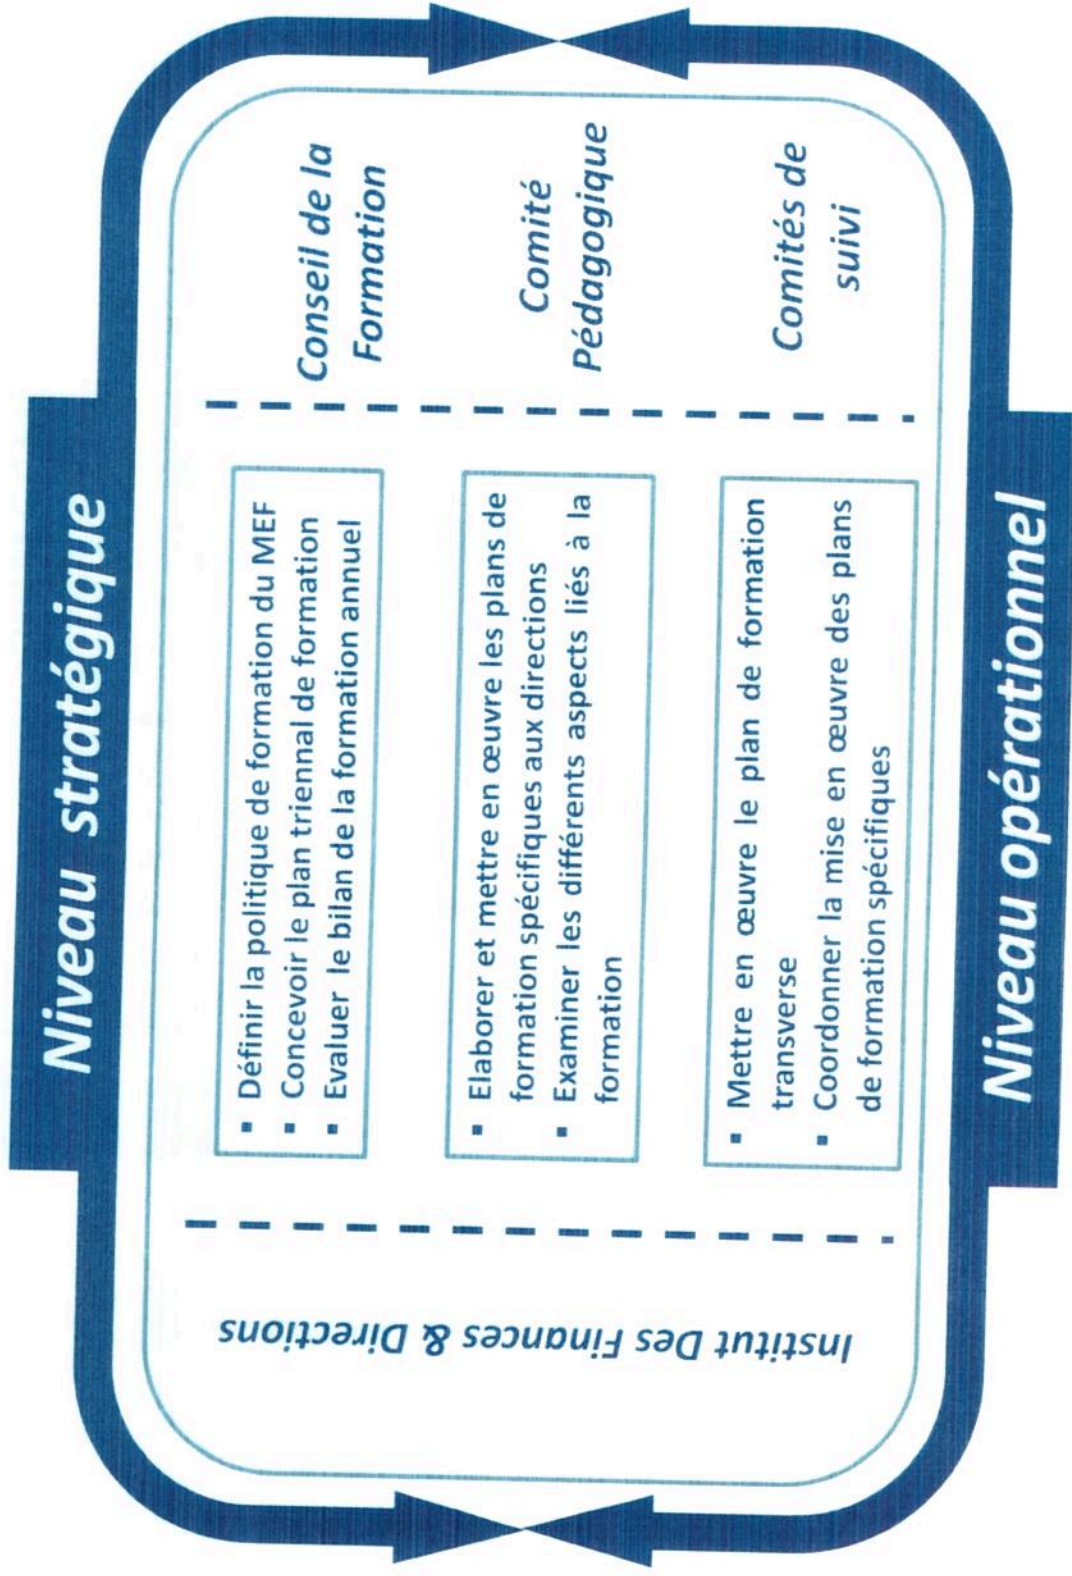 Niveau stratégique
Institut Des Finances & Directions
▪ Définir la politique de formation du MEF
▪ Concevoir le plan triennal de formation
▪ Evaluer le bilan de la formation annuel
Conseil de la
Formation
▪ Elaborer et mettre en œuvre les plans de
formation spécifiques aux directions
▪ Examiner les différents aspects liés à la
formation
Comité
Pédagogique
▪ Mettre en œuvre le plan de formation
transverse
▪ Coordonner la mise en œuvre des plans
de formation spécifiques
Comités de
suivi
Niveau opérationnel